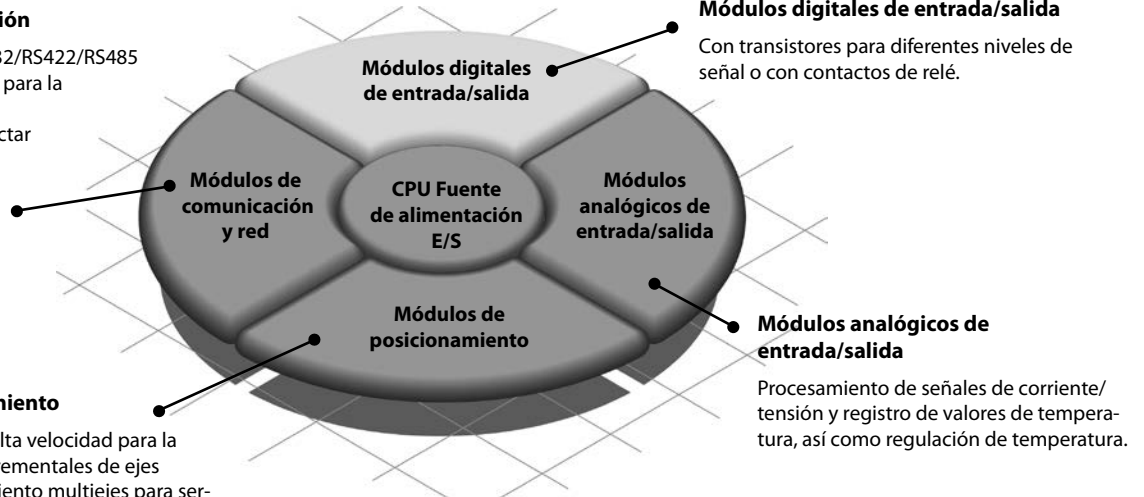 ión
32/RS422/RS485
para la
ctar
Módulos digitales de entrada/salida
Con transistores para diferentes niveles de
señal o con contactos de relé.
Módulos digitales
de entrada/salida
Módulos de
comunicación
y red
CPU Fuente
de alimentación
E/S
Módulos
analógicos de
entrada/salida
Módulos de
posicionamiento
Módulos analógicos de
entrada/salida
Procesamiento de señales de corriente/
tensión y registro de valores de tempera-
tura, así como regulación de temperatura.
miento
lta velocidad para la
rementales de ejes
iento multiejes para ser-